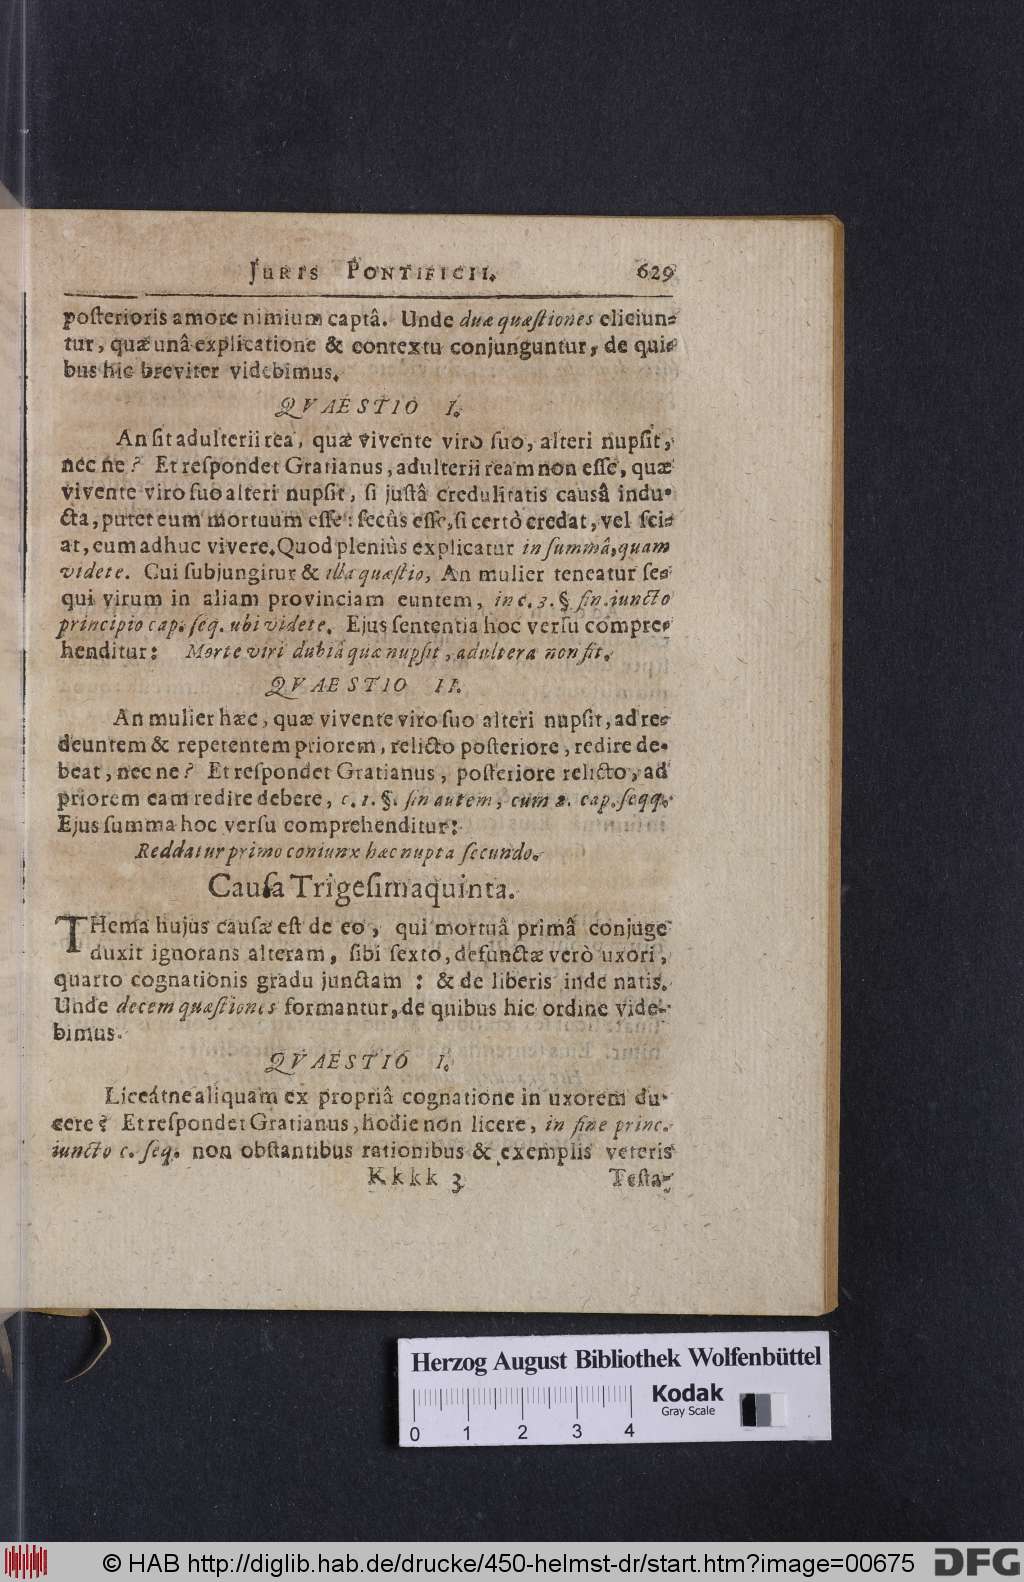 JURIS PONTIFICII. 629
poſterioris amore nimium captâ. Unde duæ quæſtiones eliciun-
tur, quæ unâ explicatione & contextu conjunguntur, de qui-
bus hic breviter videbimus.
QVAESTIO I.
An ſit adulterii rea, quæ vivente viro ſuo, alteri nupſit,
nec ne? Et reſpondet Gratianus, adulterii ream non eſſe, quæ
vivente viro ſuo alteri nupſit, ſi juſtâ credulitatis causâ indu-
cta, putet eum mortuum eſſe: ſecùs eſſe, ſi certò credat, vel ſci-
at, eum adhuc vivere. Quod pleniùs explicatur in ſummâ, quam
videte. Cui ſubjungitur & illa quæſtio, An mulier teneatur ſe-
qui virum in aliam provinciam euntem, in c. 3. § fin. iuncto
principio cap. ſeq. ubi videte. Ejus ſententia hoc verſu compre-
henditur: Morte viri dubiâ quæ nupſit, adultera non ſit.
QVAESTIO II.
An mulier hæc, quæ vivente viro ſuo alteri nupſit, ad re-
deuntem & repetentem priorem, relicto poſteriore, redire de-
beat, nec ne? Et reſpondet Gratianus, poſteriore relicto, ad
priorem eam redire debere, c. 1. §. ſin autem, cum 2. cap. ſeqq.
Ejus ſumma hoc verſu comprehenditur:
Reddatur primo coniunx hæc nupta ſecundo.
Cauſa Trigeſimaquinta.
THema hujus cauſæ eſt de eo, qui mortuâ primâ conjuge
duxit ignorans alteram, ſibi ſexto, defunctæ verò uxori,
quarto cognationis gradu junctam : & de liberis inde natis.
Unde decem quæſtiones formantur, de quibus hic ordine vide-
bimus.
QVAESTIO I.
Liceátne aliquam ex propriâ cognatione in uxorem du-
cere? Et reſpondet Gratianus, hodie non licere, in fine princ.
iuncto c. ſeq. non obſtantibus rationibus & exemplis veteris
Kkkk 3 Teſta-
Herzog August Bibliothek Wolfenbüttel
Kodak
Gray Scale
0 1 2 3 4
© HAB http://diglib.hab.de/drucke/450-helmst-dr/start.htm?image=00675 DFG